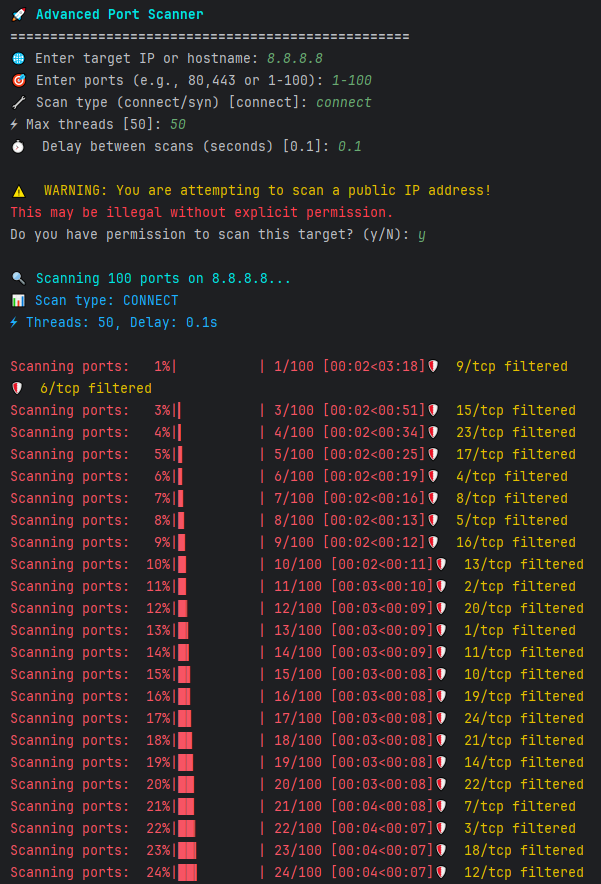 🚀 Advanced Port Scanner
==================================================
🌐 Enter target IP or hostname: 8.8.8.8
🎯 Enter ports (e.g., 80,443 or 1-100): 1-100
🔧 Scan type (connect/syn) [connect]: connect
⚡ Max threads [50]: 50
⏱️ Delay between scans (seconds) [0.1]: 0.1
⚠️ WARNING: You are attempting to scan a public IP address!
This may be illegal without explicit permission.
Do you have permission to scan this target? (y/N): y
🔍 Scanning 100 ports on 8.8.8.8...
📊 Scan type: CONNECT
⚡ Threads: 50, Delay: 0.1s
Scanning ports:   1%|          | 1/100 [00:02<03:18]🛡️  9/tcp filtered
🛡️  6/tcp filtered
Scanning ports:   3%|▎         | 3/100 [00:02<00:51]🛡️  15/tcp filtered
Scanning ports:   4%|▍         | 4/100 [00:02<00:34]🛡️  23/tcp filtered
Scanning ports:   5%|▌         | 5/100 [00:02<00:25]🛡️  17/tcp filtered
Scanning ports:   6%|▌         | 6/100 [00:02<00:19]🛡️  4/tcp filtered
Scanning ports:   7%|▋         | 7/100 [00:02<00:16]🛡️  8/tcp filtered
Scanning ports:   8%|▊         | 8/100 [00:02<00:13]🛡️  5/tcp filtered
Scanning ports:   9%|▉         | 9/100 [00:02<00:12]🛡️  16/tcp filtered
Scanning ports:  10%|█         | 10/100 [00:02<00:11]🛡️  13/tcp filtered
Scanning ports:  11%|█         | 11/100 [00:03<00:10]🛡️  2/tcp filtered
Scanning ports:  12%|█▏        | 12/100 [00:03<00:09]🛡️  20/tcp filtered
Scanning ports:  13%|█▎        | 13/100 [00:03<00:09]🛡️  1/tcp filtered
Scanning ports:  14%|█▍        | 14/100 [00:03<00:09]🛡️  11/tcp filtered
Scanning ports:  15%|█▌        | 15/100 [00:03<00:08]🛡️  10/tcp filtered
Scanning ports:  16%|█▌        | 16/100 [00:03<00:08]🛡️  19/tcp filtered
Scanning ports:  17%|█▋        | 17/100 [00:03<00:08]🛡️  24/tcp filtered
Scanning ports:  18%|█▊        | 18/100 [00:03<00:08]🛡️  21/tcp filtered
Scanning ports:  19%|█▉        | 19/100 [00:03<00:08]🛡️  14/tcp filtered
Scanning ports:  20%|██        | 20/100 [00:03<00:08]🛡️  22/tcp filtered
Scanning ports:  21%|██        | 21/100 [00:04<00:08]🛡️  7/tcp filtered
Scanning ports:  22%|██▏       | 22/100 [00:04<00:07]🛡️  3/tcp filtered
Scanning ports:  23%|██▎       | 23/100 [00:04<00:07]🛡️  18/tcp filtered
Scanning ports:  24%|██▍       | 24/100 [00:04<00:07]🛡️  12/tcp filtered